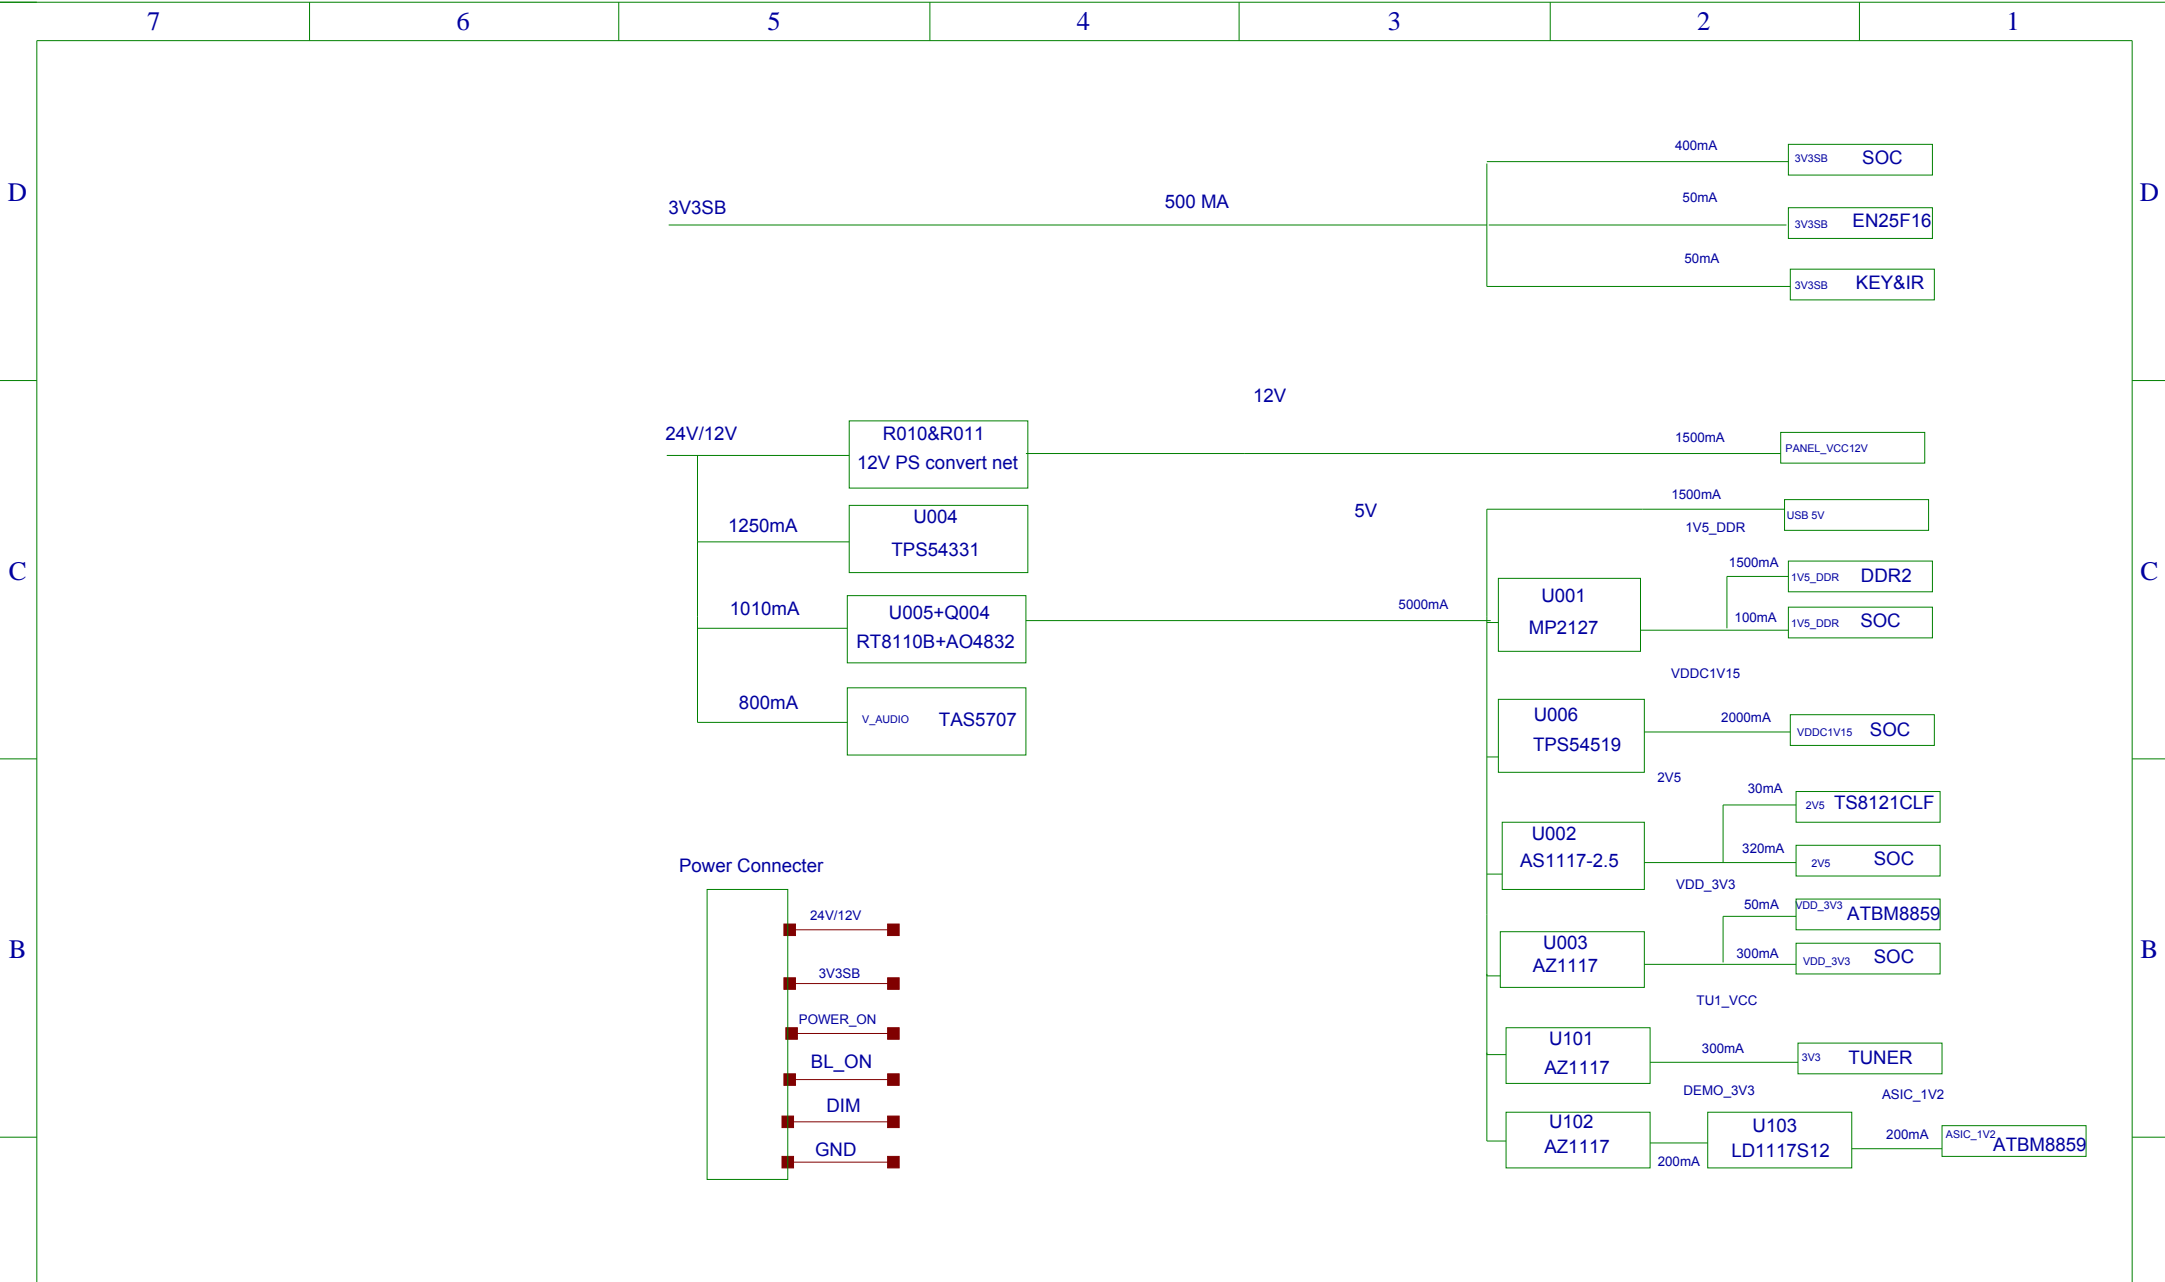 7 6 5 4 3 2 1
D
D
3V3SB
500 MA
400mA
3V3SB SOC
50mA
3V3SB EN25F16
50mA
3V3SB KEY&IR
C
C
12V
24V/12V
R010&R011
12V PS convert net
1500mA
PANEL_VCC12V
1250mA
U004
TPS54331
5V
1500mA
USB 5V
1V5_DDR
1010mA
U005+Q004
RT8110B+AO4832
5000mA
U001
MP2127
1500mA
1V5_DDR DDR2
100mA
1V5_DDR SOC
800mA
V_AUDIO TAS5707
VDDC1V15
U006
TPS54519
2000mA
VDDC1V15 SOC
2V5
U002
AS1117-2.5
30mA
2V5 TS8121CLF
320mA
2V5 SOC
B
B
VDD_3V3
U003
AZ1117
50mA
VDD_3V3 ATBM8859
300mA
VDD_3V3 SOC
TU1_VCC
U101
AZ1117
300mA
3V3 TUNER
DEMO_3V3
ASIC_1V2
U102
AZ1117
200mA
U103
LD1117S12
200mA
ASIC_1V2 ATBM8859
Power Connecter
24V/12V
3V3SB
POWER_ON
BL_ON
DIM
GND